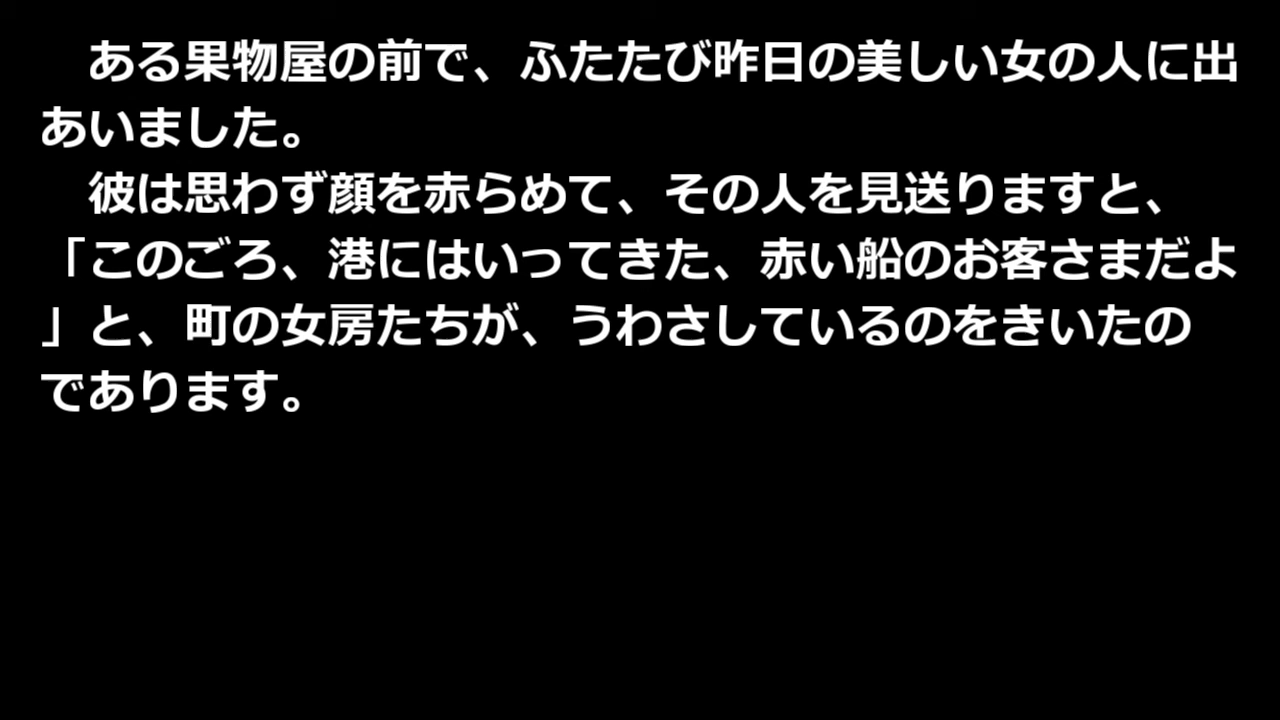 ある果物屋の前で、ふたたび昨日の美しい女の人に出
あいました。
　彼は思わず顔を赤らめて、その人を見送りますと、
「このごろ、港にはいってきた、赤い船のお客さまだよ
」と、町の女房たちが、うわさしているのをきいたの
であります。